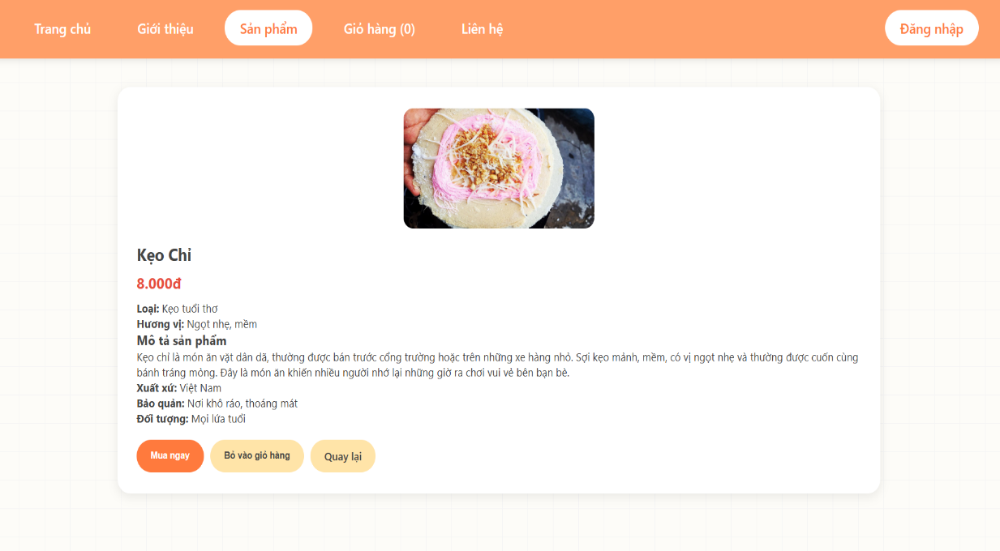 Trang chủ Giới thiệu Sản phẩm Giỏ hàng (0) Liên hệ Đăng nhập
Kẹo Chỉ
8.000đ
Loại: Kẹo tuổi thơ
Hương vị: Ngọt nhẹ, mềm
Mô tả sản phẩm
Kẹo chỉ là món ăn vặt dân dã, thường được bán trước cổng trường hoặc trên những xe hàng nhỏ. Sợi kẹo mảnh, mềm, có vị ngọt nhẹ và thường được cuốn cùng
bánh tráng mỏng. Đây là món ăn khiến nhiều người nhớ lại những giờ ra chơi vui vẻ bên bạn bè.
Xuất xứ: Việt Nam
Bảo quản: Nơi khô ráo, thoáng mát
Đối tượng: Mọi lứa tuổi
Mua ngay Bỏ vào giỏ hàng Quay lại